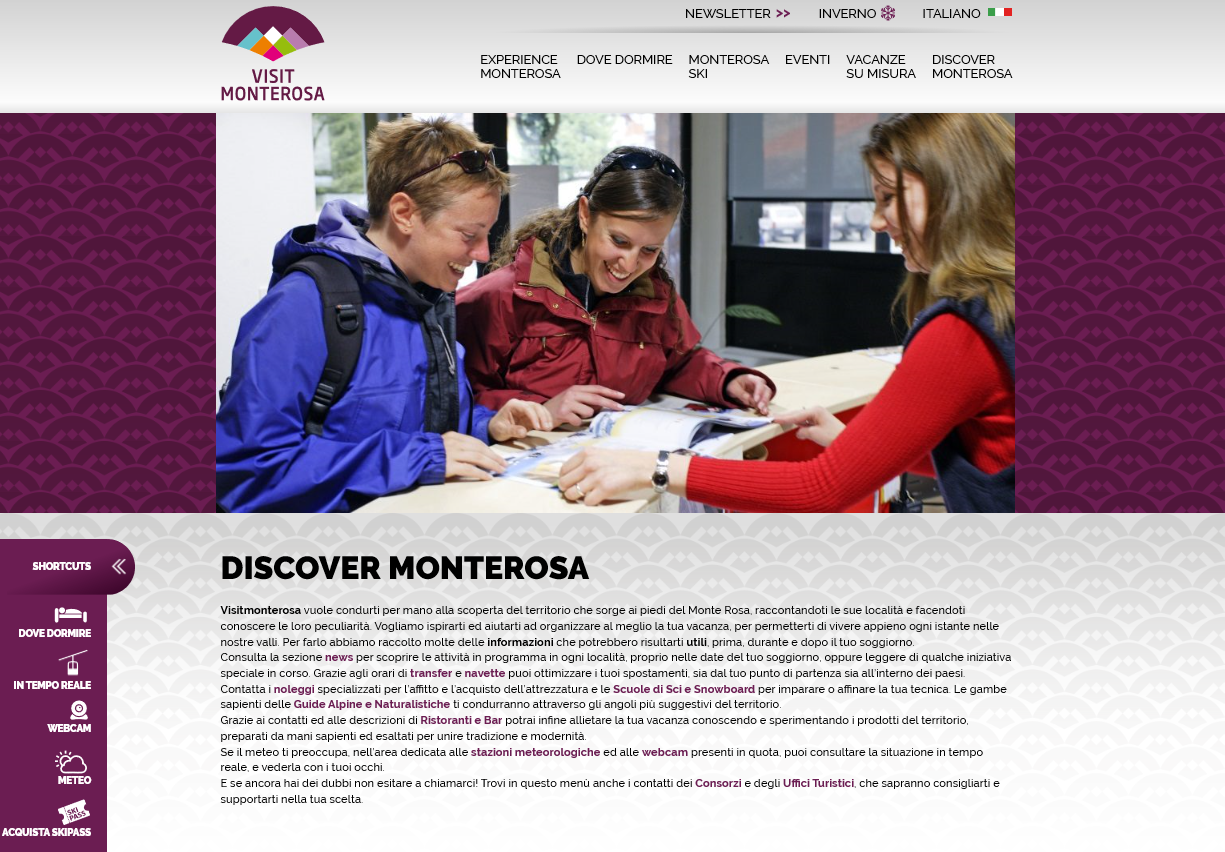 NEWSLETTER >>
INVERNO
ITALIANO
VISIT
MONTEROSA
EXPERIENCE
MONTEROSA
DOVE DORMIRE
MONTEROSA
SKI
EVENTI
VACANZE
SU MISURA
DISCOVER
MONTEROSA
SHORTCUTS
DOVE DORMIRE
IN TEMPO REALE
WEBCAM
METEO
SKI
PASS
ACQUISTA SKIPASS
DISCOVER MONTEROSA
Visitmonterosa vuole condurti per mano alla scoperta del territorio che sorge ai piedi del Monte Rosa, raccontandoti le sue località e facendoti
conoscere le loro peculiarità. Vogliamo ispirarti ed aiutarti ad organizzare al meglio la tua vacanza, per permetterti di vivere appieno ogni istante nelle
nostre valli. Per farlo abbiamo raccolto molte delle informazioni che potrebbero risultarti utili, prima, durante e dopo il tuo soggiorno.
Consulta la sezione news per scoprire le attività in programma in ogni località, proprio nelle date del tuo soggiorno, oppure leggere di qualche iniziativa
speciale in corso. Grazie agli orari di transfer e navette puoi ottimizzare i tuoi spostamenti, sia dal tuo punto di partenza sia all'interno dei paesi.
Contatta i noleggi specializzati per l'affitto e l'acquisto dell'attrezzatura e le Scuole di Sci e Snowboard per imparare o affinare la tua tecnica. Le gambe
sapienti delle Guide Alpine e Naturalistiche ti condurranno attraverso gli angoli più suggestivi del territorio.
Grazie ai contatti ed alle descrizioni di Ristoranti e Bar potrai infine allietare la tua vacanza conoscendo e sperimentando i prodotti del territorio,
preparati da mani sapienti ed esaltati per unire tradizione e modernità.
Se il meteo ti preoccupa, nell'area dedicata alle stazioni meteorologiche ed alle webcam presenti in quota, puoi consultare la situazione in tempo
reale, e vederla con i tuoi occhi.
E se ancora hai dei dubbi non esitare a chiamarci! Trovi in questo menù anche i contatti dei Consorzi e degli Uffici Turistici, che sapranno consigliarti e
supportarti nella tua scelta.